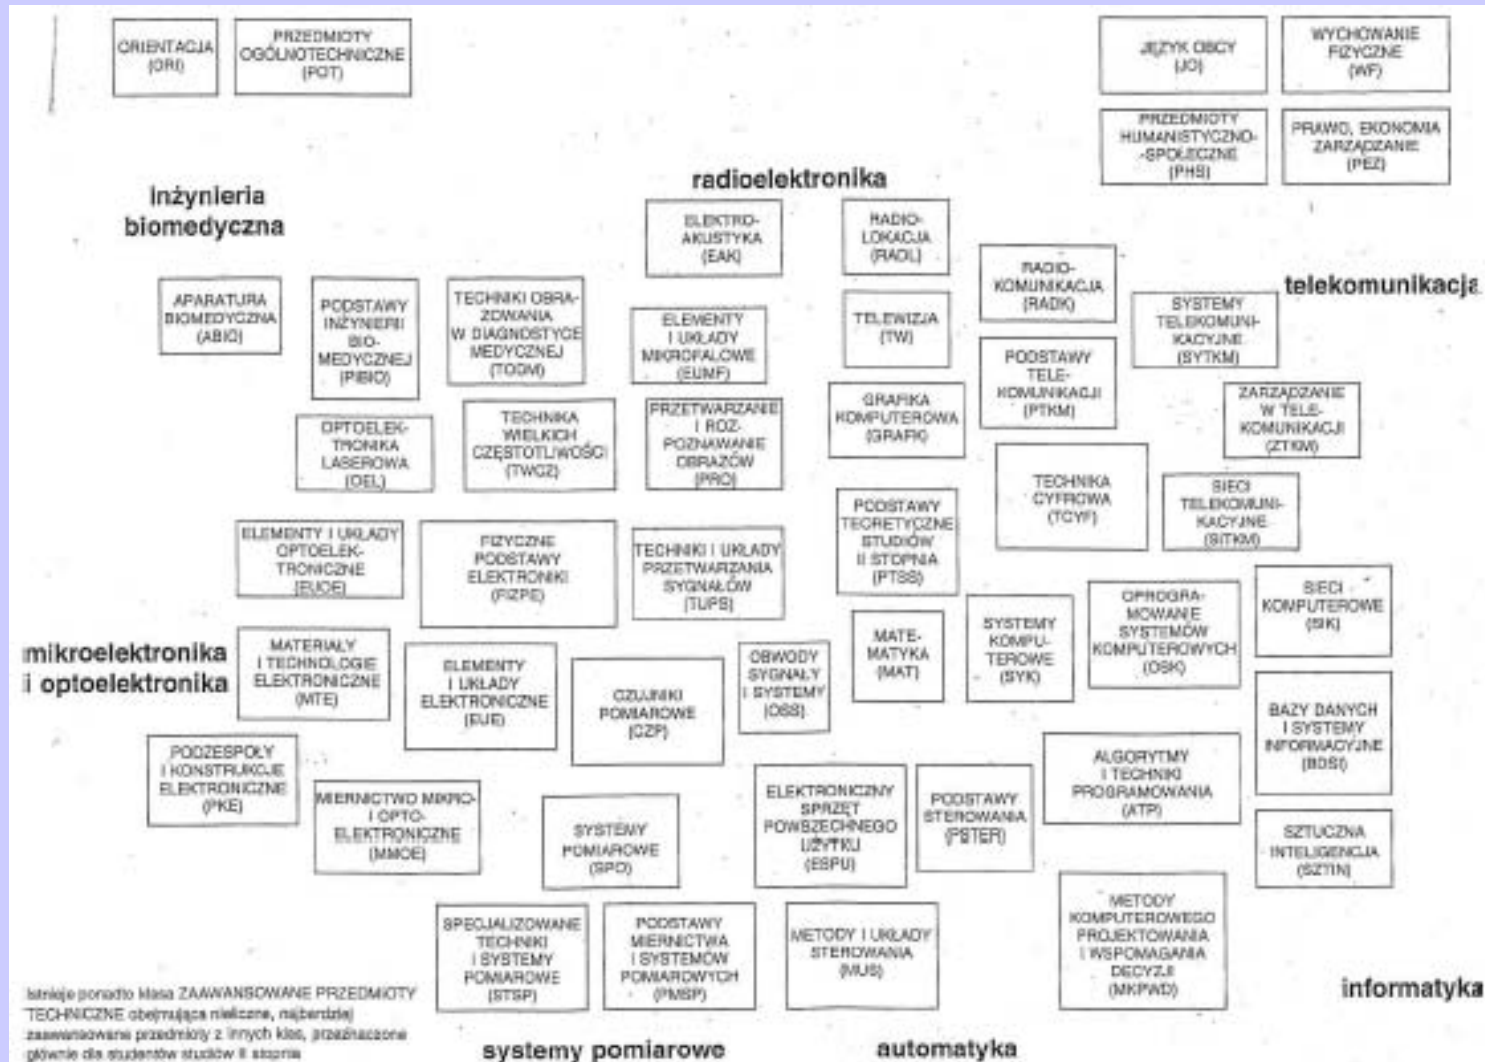 ORIENTACJA
(ORI)
PRZEDMIOTY
OGÓLNOTECHNICZNE
(POT)
JĘZYK OBCY
(JO)
WYCHOWANIE
FIZYCZNE
(WF)
PRZEDMIOTY
HUMANISTYCZNO-
-SPOŁECZNE
(PHS)
PRAWO, EKONOMIA
ZARZĄDZANIE
(PEZ)
inżynieria
biomedyczna
radioelektronika
telekomunikacja
ELEKTRO-
AKUSTYKA
(EAK)
RADIO-
LOKACJA
(RADL)
RADIO-
KOMUNIKACJA
(RADK)
APARATURA
BIOMEDYCZNA
(ABIO)
PODSTAWY
INŻYNIERII
BIO-
MEDYCZNEJ
(PIBIO)
TECHNIKI OBRA-
ZOWANIA
W DIAGNOSTYCE
MEDYCZNEJ
(TODM)
ELEMENTY
I UKŁADY
MIKROFALOWE
(EUMF)
TELEWIZJA
(TW)
SYSTEMY
TELEKOMUNI-
KACYJNE
(SYTKM)
PODSTAWY
TELE-
KOMUNIKACJI
(PTKM)
OPTOELEK-
TRONIKA
LASEROWA
(OEL)
TECHNIKA
WIELKICH
CZĘSTOTLIWOŚCI
(TWCZ)
PRZETWARZANIE
I ROZ-
POZNAWANIE
OBRAZÓW
(PRO)
GRAFIKA
KOMPUTEROWA
(GRAFK)
ZARZĄDZANIE
W TELE-
KOMUNIKACJI
(ZTKM)
TECHNIKA
CYFROWA
(TCYF)
SIECI
TELEKOMUNI-
KACYJNE
(SITKM)
ELEMENTY I UKŁADY
OPTOELEK-
TRONICZNE
(EUOE)
FIZYCZNE
PODSTAWY
ELEKTRONIKI
(FIZPE)
TECHNIKI I UKŁADY
PRZETWARZANIA
SYGNAŁÓW
(TUPS)
PODSTAWY
TEORETYCZNE
STUDIÓW
II STOPNIA
(PTSS)
SIECI
KOMPUTEROWE
(SIK)
mikroelektronika
i optoelektronika
MATERIAŁY
I TECHNOLOGIE
ELEKTRONICZNE
(MTE)
ELEMENTY
I UKŁADY
ELEKTRONICZNE
(EUE)
CZUJNIKI
POMIAROWE
(CZP)
OBWODY
SYGNAŁY
I SYSTEMY
(OSS)
MATE-
MATYKA
(MAT)
SYSTEMY
KOMPU-
TEROWE
(SYK)
OPROGRA-
MOWANIE
SYSTEMÓW
KOMPUTEROWYCH
(OSK)
BAZY DANYCH
I SYSTEMY
INFORMACYJNE
(BDSI)
PODZESPOŁY
I KONSTRUKCJE
ELEKTRONICZNE
(PKE)
MIERNICTWO MIKRO-
I OPTO-
ELEKTRONICZNE
(MMOE)
SYSTEMY
POMIAROWE
(SPO)
ELEKTRONICZNY
SPRZĘT
POWSZECHNEGO
UŻYTKU
(ESPU)
PODSTAWY
STEROWANIA
(PSTER)
ALGORYTMY
I TECHNIKI
PROGRAMOWANIA
(ATP)
SZTUCZNA
INTELIGENCJA
(SZTIN)
SPECJALIZOWANE
TECHNIKI
I SYSTEMY
POMIAROWE
(STSP)
PODSTAWY
MIERNICTWA
I SYSTEMÓW
POMIAROWYCH
(PMSP)
METODY I UKŁADY
STEROWANIA
(MUS)
METODY
KOMPUTEROWEGO
PROJEKTOWANIA
I WSPOMAGANIA
DECYZJI
(MKPWD)
informatyka
Istnieje ponadto klasa ZAAWANSOWANE PRZEDMIOTY
TECHNICZNE obejmująca nieliczne, najbardziej
zaawansowane przedmioty z innych klas, przeznaczone
głównie dla studentów studiów II stopnia
systemy pomiarowe
automatyka